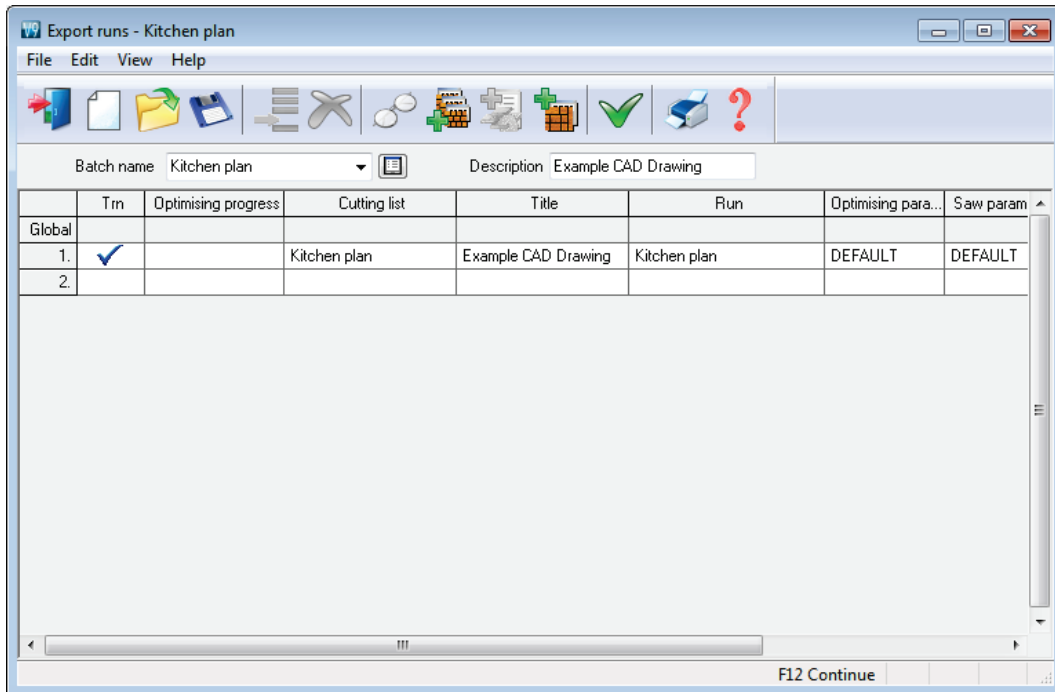 V9 Export runs - Kitchen plan
File Edit View Help
?
Batch name Kitchen plan Description Example CAD Drawing
Trn Optimising progress Cutting list Title Run Optimising para... Saw param
Global
1. Kitchen plan Example CAD Drawing Kitchen plan DEFAULT DEFAULT
2.
F12 Continue